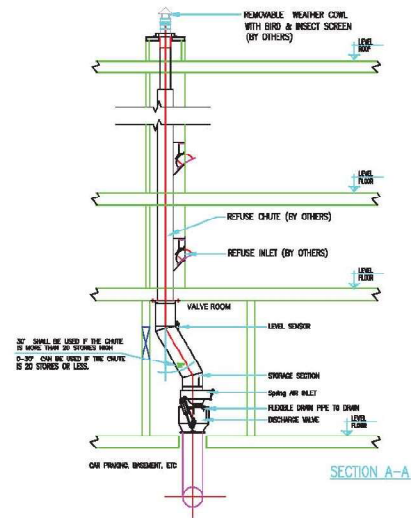 REMOVABLE WEATHER COWL
WITH BIRD & INSECT SCREEN
(BY OTHERS)
LEVEL
ROOF
LEVEL
FLOOR
REFUSE CHUTE (BY OTHERS)
REFUSE INLET (BY OTHERS)
LEVEL
FLOOR
VALVE ROOM
LEVEL SENSOR
30° SHALL BE USED IF THE CHUTE
IS MORE THAN 20 STORES HIGH
0-30° CAN BE USED IF THE CHUTE
IS 20 STORES OR LESS.
STORAGE SECTION
Spring AIR INLET
FLEXIBLE DRAIN PIPE TO DRAIN
DISCHARGE VALVE
LEVEL
FLOOR
CAR PRAKING, BASEMENT, ETC
SECTION A-A